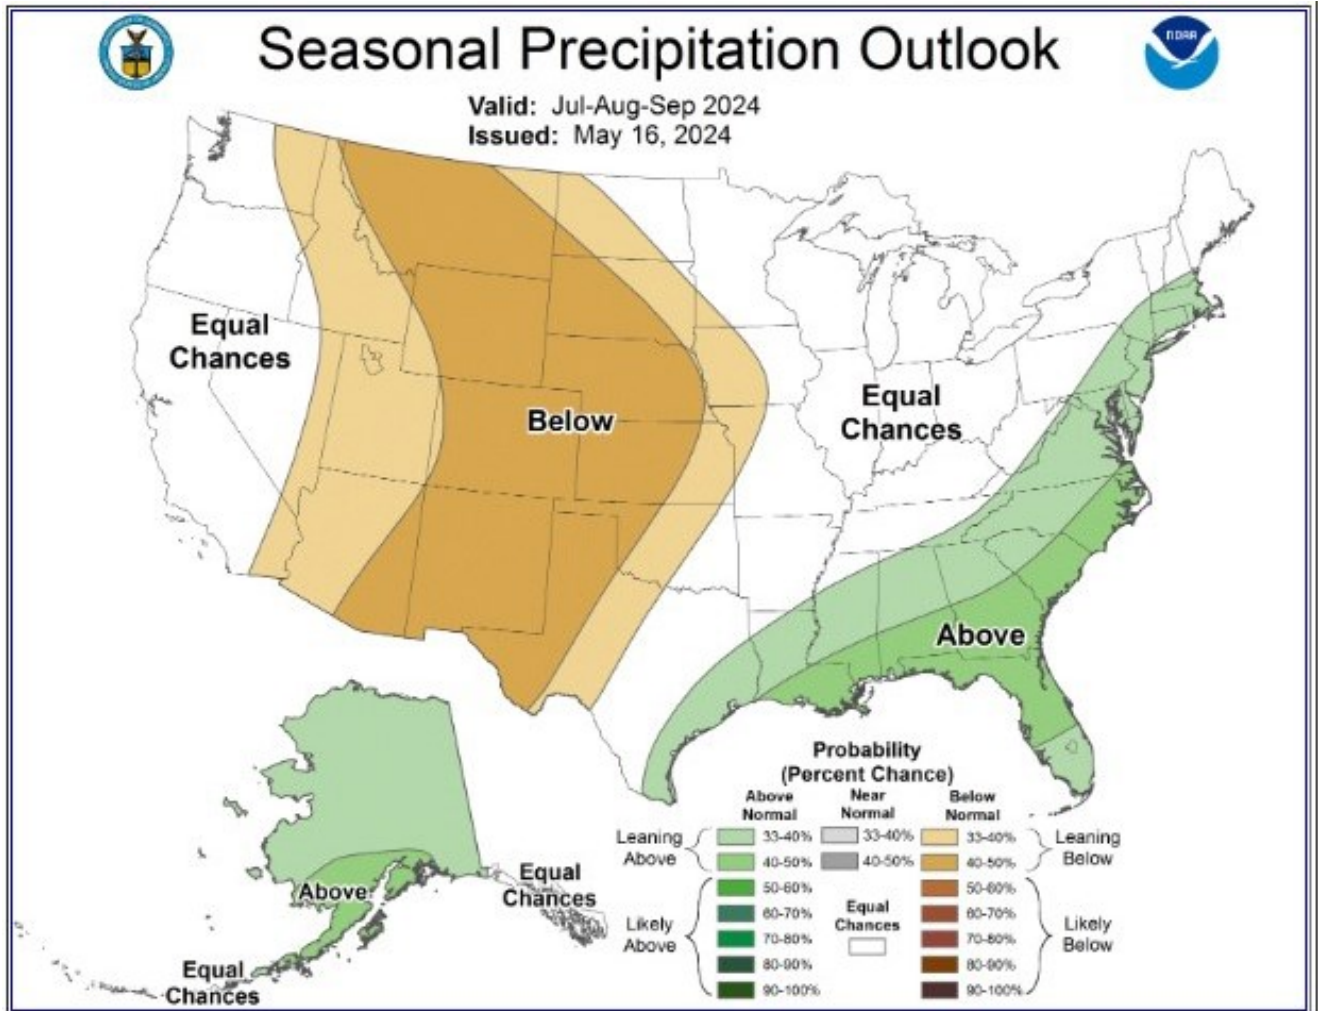 NOAA
Seasonal Precipitation Outlook
Valid: Jul-Aug-Sep 2024
Issued: May 16, 2024
Equal
Chances
Below
Equal
Chances
Above
Above
Equal
Chances
Equal
Chances
Probability
(Percent Chance)
Above
Normal
Near
Normal
Below
Normal
Leaning
Above
33-40%
33-40%
33-40%
Leaning
Below
40-50%
40-50%
40-50%
Likely
Above
50-60%
60-70%
70-80%
80-90%
90-100%
Equal
Chances
50-60%
60-70%
70-80%
80-90%
90-100%
Likely
Below